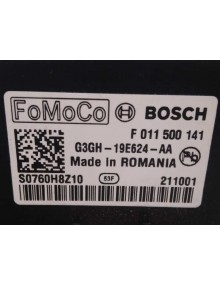 FoMoCo BOSCH
F 011 500 141
G3GH-19E624-AA
Made in ROMANIA
S0760H8Z10 63F 211001